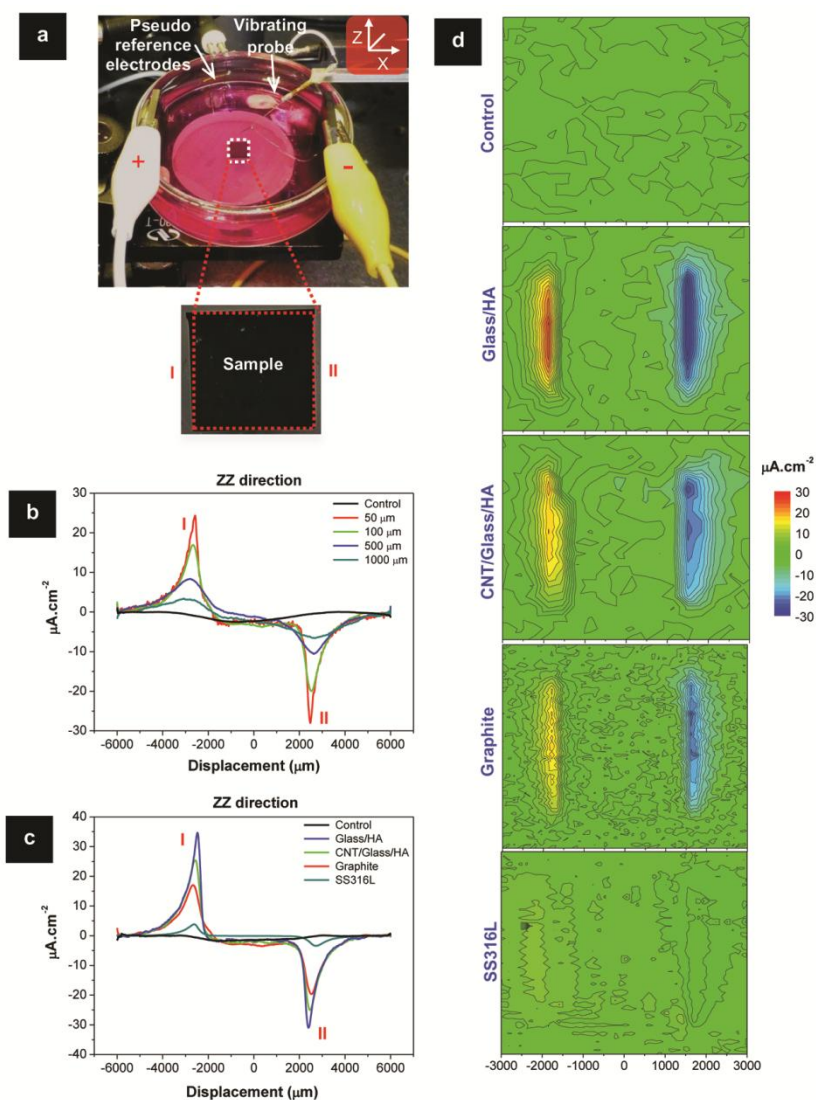 a
Pseudo
reference
electrodes
Vibrating
probe
Z
X
+
-
Sample
I
II
b
ZZ direction
μA.cm-2
30
20
10
0
-10
-20
-30
I
II
Control
50 μm
100 μm
500 μm
1000 μm
-6000 -4000 -2000 0 2000 4000 6000
Displacement (μm)
c
ZZ direction
μA.cm-2
40
30
20
10
0
-10
-20
-30
-40
I
II
Control
Glass/HA
CNT/Glass/HA
Graphite
SS316L
-6000 -4000 -2000 0 2000 4000 6000
Displacement (μm)
d
Control
Glass/HA
CNT/Glass/HA
Graphite
SS316L
-3000 -2000 -1000 0 1000 2000 3000
μA.cm-2
30
20
10
0
-10
-20
-30